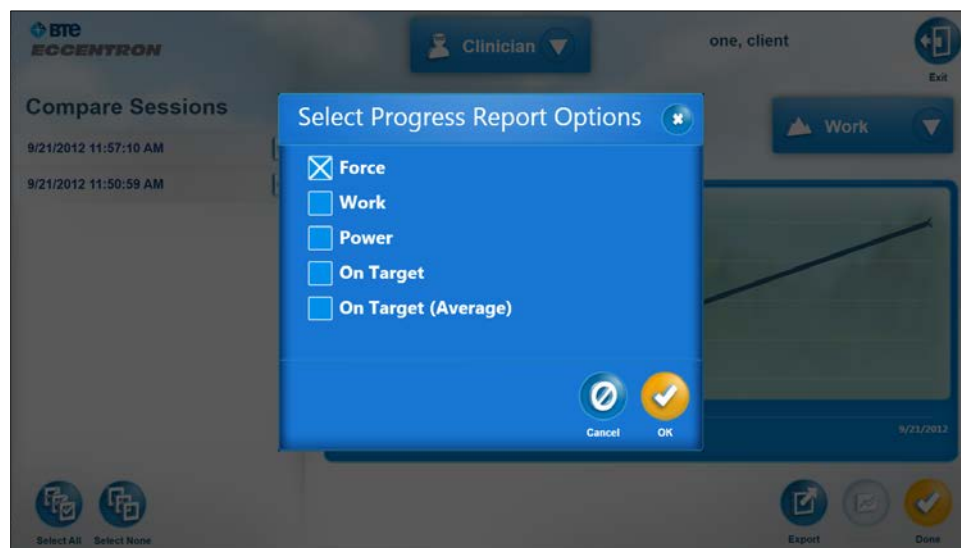 BTE
ECCENTRON
Clinician
one, client
Exit
Compare Sessions
Work
9/21/2012 11:57:10 AM
9/21/2012 11:50:59 AM
Select Progress Report Options
Force
Work
Power
On Target
On Target (Average)
Cancel
OK
9/21/2012
Select All
Select None
Export
Done